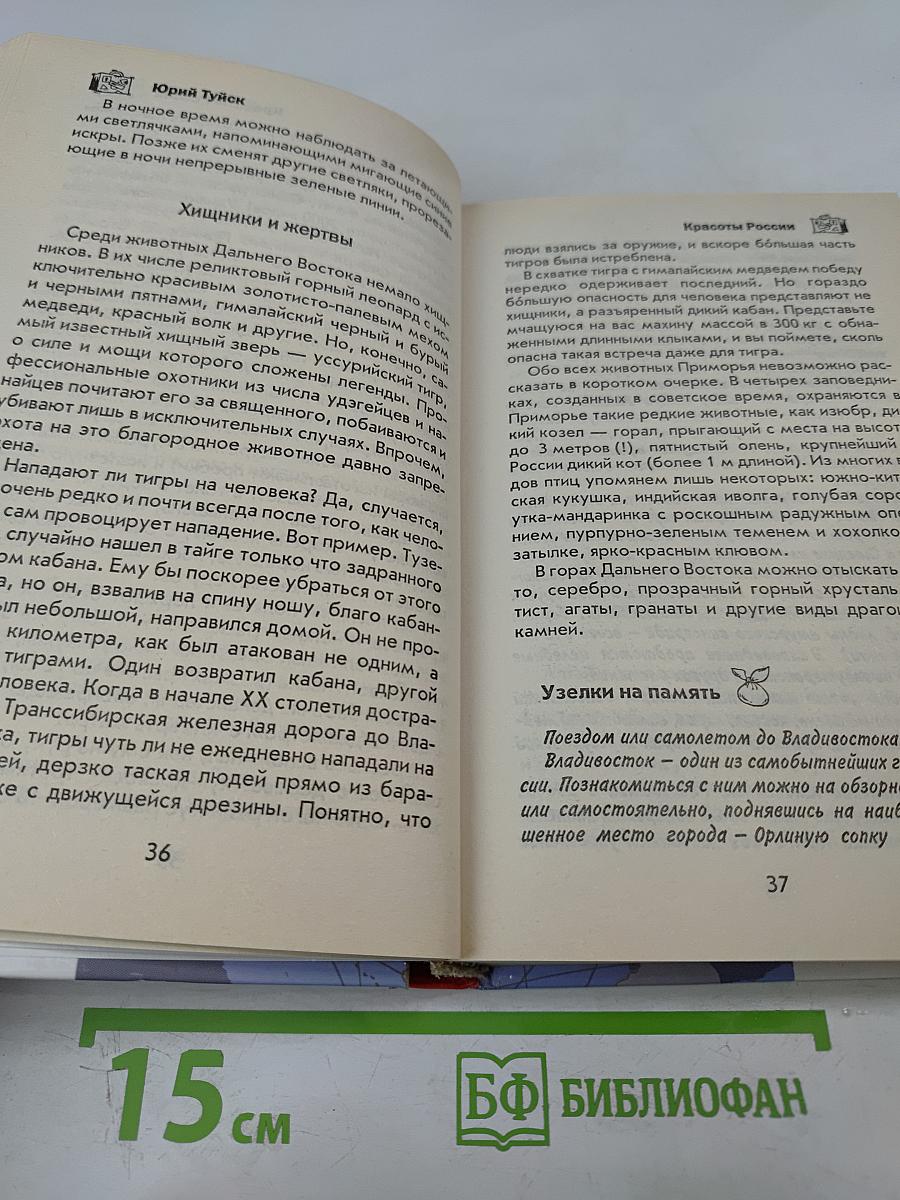 Юрий Туйск
В ночное время можно наблюдать за летающи-
ми светлячками, напоминающими мигающие синие
искры. Позже их сменят другие светляки, прореза-
ющие в ночи непрерывные зеленые линии.
Хищники и жертвы
Среди животных Дальнего Востока немало хищ-
ников. В их числе реликтовый горный леопард с ис-
ключительно красивым золотисто-палевым мехом
и черными пятнами, гималайский черный и бурый
медведи, красный волк и другие. Но, конечно, са-
мый известный хищный зверь — уссурийский тигр,
о силе и мощи которого сложены легенды. Про-
фессиональные охотники из числа удэгейцев и на-
найцев почитают его за священного, побаиваются и
убивают лишь в исключительных случаях. Впрочем,
охота на это благородное животное давно запре-
щена.
Нападают ли тигры на человека? Да, случается,
очень редко и почти всегда после того, как чело-
сам провоцирует нападение. Вот пример. Тузе-
случайно нашел в тайге только что задранного
ом кабана. Ему бы поскорее убраться от этого
а, но он, взвалив на спину ношу, благо кабан-
ыл небольшой, направился домой. Он не про-
километра, как был атакован не одним, а
тиграми. Один возвратил кабана, другой
ловека. Когда в начале XX столетия достра-
Транссибирская железная дорога до Вла-
ка, тигры чуть ли не ежедневно нападали на
ей, дерзко таская людей прямо из бара-
же с движущейся дрезины. Понятно, что
36
Красоты России
люди взялись за оружие, и вскоре бо́льшая часть
тигров была истреблена.
В схватке тигра с гималайским медведем победу
нередко одерживает последний. Но гораздо
бо́льшую опасность для человека представляют не
хищники, а разъяренный дикий кабан. Представьте
мчащуюся на вас махину массой в 300 кг с обна-
женными длинными клыками, и вы поймете, сколь
опасна такая встреча даже для тигра.
Обо всех животных Приморья невозможно рас-
сказать в коротком очерке. В четырех заповедни-
ках, созданных в советское время, охраняются в
Приморье такие редкие животные, как изюбр, ди-
кий козел — горал, прыгающий с места на высот
до 3 метров (!), пятнистый олень, крупнейший
России дикий кот (более 1 м длиной). Из многих в
дов птиц упомянем лишь некоторых: южно-кит
ская кукушка, индийская иволга, голубая соро
утка-мандаринка с роскошным радужным опе
нием, пурпурно-зеленым теменем и хохолко
затылке, ярко-красным клювом.
В горах Дальнего Востока можно отыскать
то, серебро, прозрачный горный хрусталь
тист, агаты, гранаты и другие виды драго
камней.
Узелки на память
Поездом или самолетом до Владивостока
Владивосток — один из самобытнейших г
сии. Познакомиться с ним можно на обзорно
или самостоятельно, поднявшись на наиб
шенное место города — Орлиную сопку
37
15 см
БФ БИБЛИОФАН